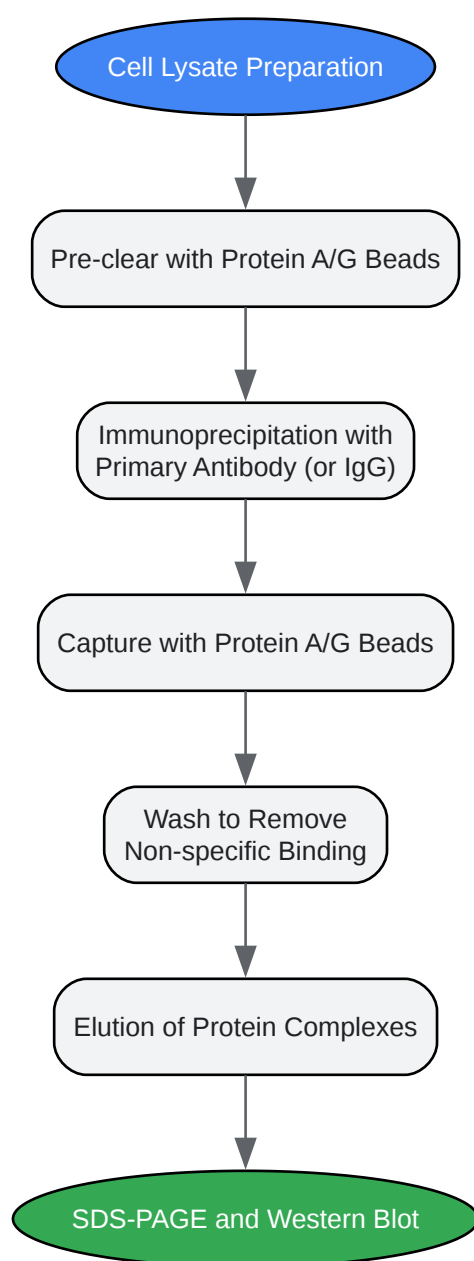 Cell Lysate Preparation
Pre-clear with Protein A/G Beads
Immunoprecipitation with
Primary Antibody (or IgG)
Capture with Protein A/G Beads
Wash to Remove
Non-specific Binding
Elution of Protein Complexes
SDS-PAGE and Western Blot